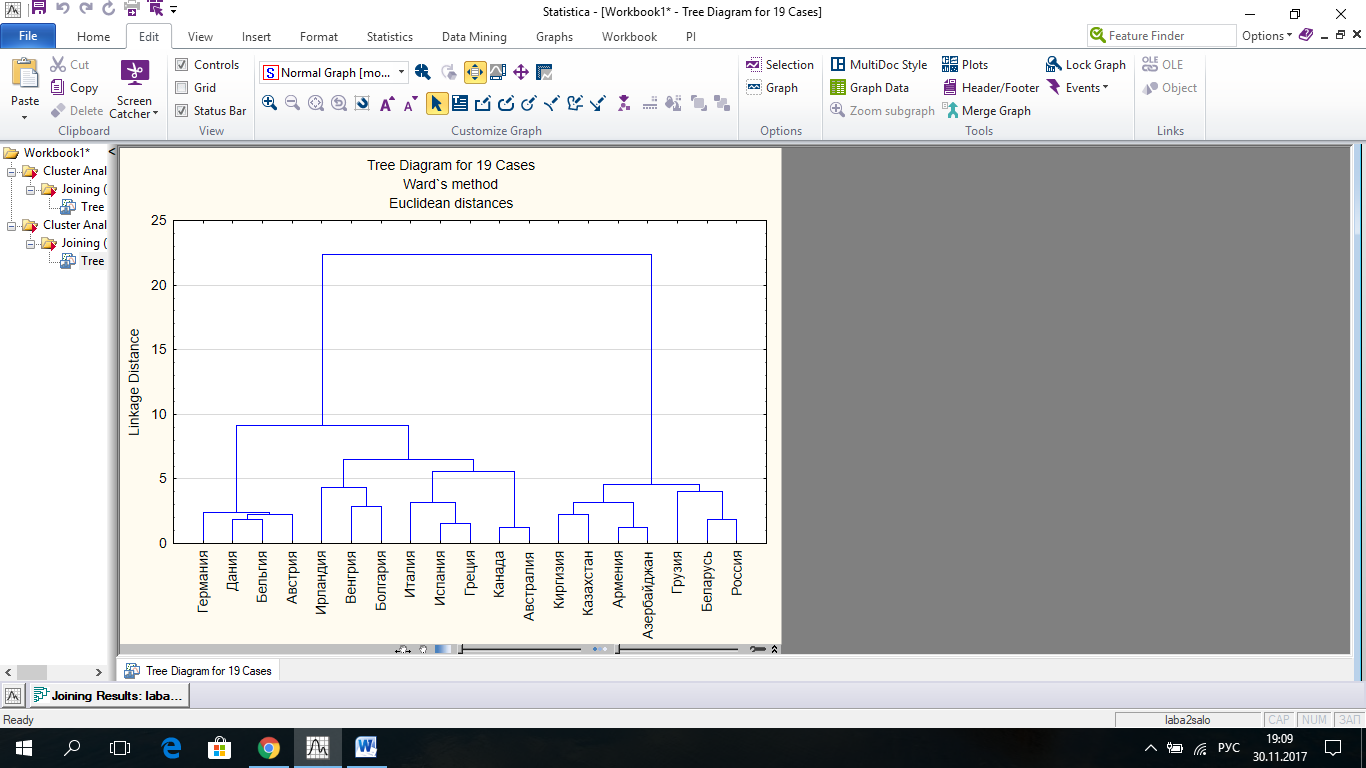 Statistica - [Workbook1* - Tree Diagram for 19 Cases]
File Home Edit View Insert Format Statistics Data Mining Graphs Workbook PI Feature Finder Options
Paste Cut Copy Delete Screen Catcher
Clipboard
Controls
Grid
Status Bar
View
S Normal Graph [mo...
A A
Customize Graph
Selection
Graph
Options
MultiDoc Style Plots Lock Graph
Graph Data Header/Footer Events
Zoom subgraph Merge Graph
Tools
OLE OLE
Object
Links
Workbook1*
Cluster Anal
Joining (
Tree
Cluster Anal
Joining (
Tree
Tree Diagram for 19 Cases
Ward`s method
Euclidean distances
25
20
15
10
5
0
Linkage Distance
Германия
Дания
Бельгия
Австрия
Ирландия
Венгрия
Болгария
Италия
Испания
Греция
Канада
Австралия
Киргизия
Казахстан
Армения
Азербайджан
Грузия
Беларусь
Россия
Tree Diagram for 19 Cases
Joining Results: laba...
Ready laba2salo CAP NUM ЗАП
РУС
19:09
30.11.2017